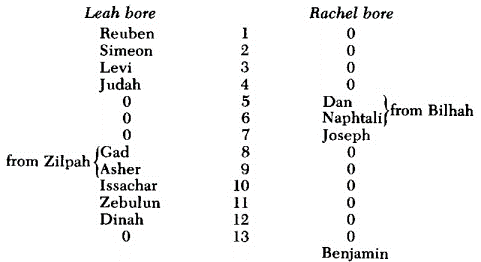 Leah bore Rachel bore
Reuben 1 0
Simeon 2 0
Levi 3 0
Judah 4 0
0 5 Dan
0 6 Naphtali } from Bilhah
0 7 Joseph
from Zilpah { Gad 8 0
Asher 9 0
Issachar 10 0
Zebulun 11 0
Dinah 12 0
0 13 0
Benjamin